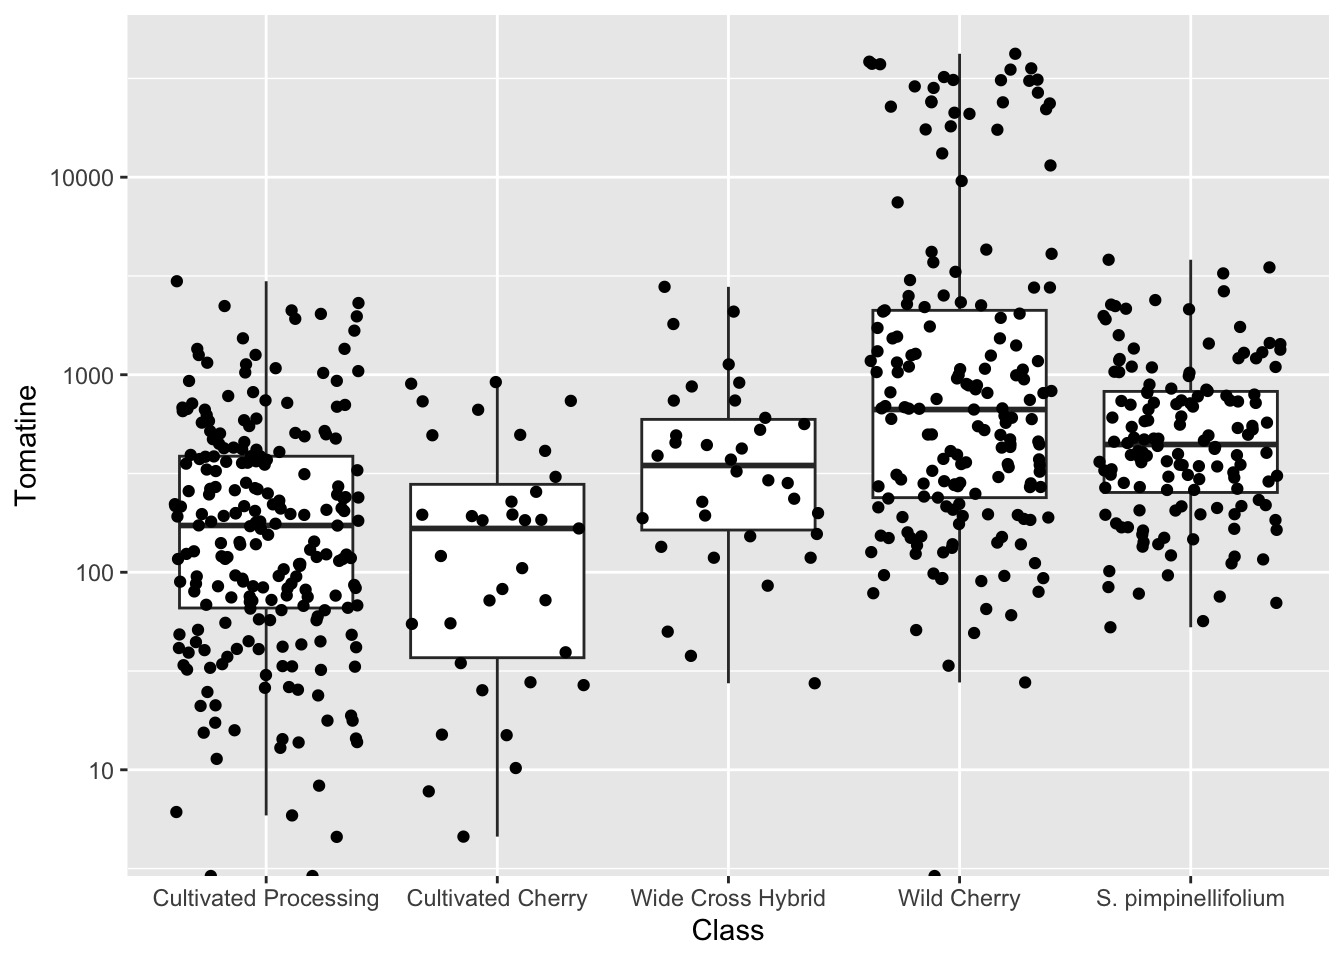 Tomatine
10000
1000
100
10
Cultivated Processing
Cultivated Cherry
Wide Cross Hybrid
Wild Cherry
S. pimpinellifolium
Class